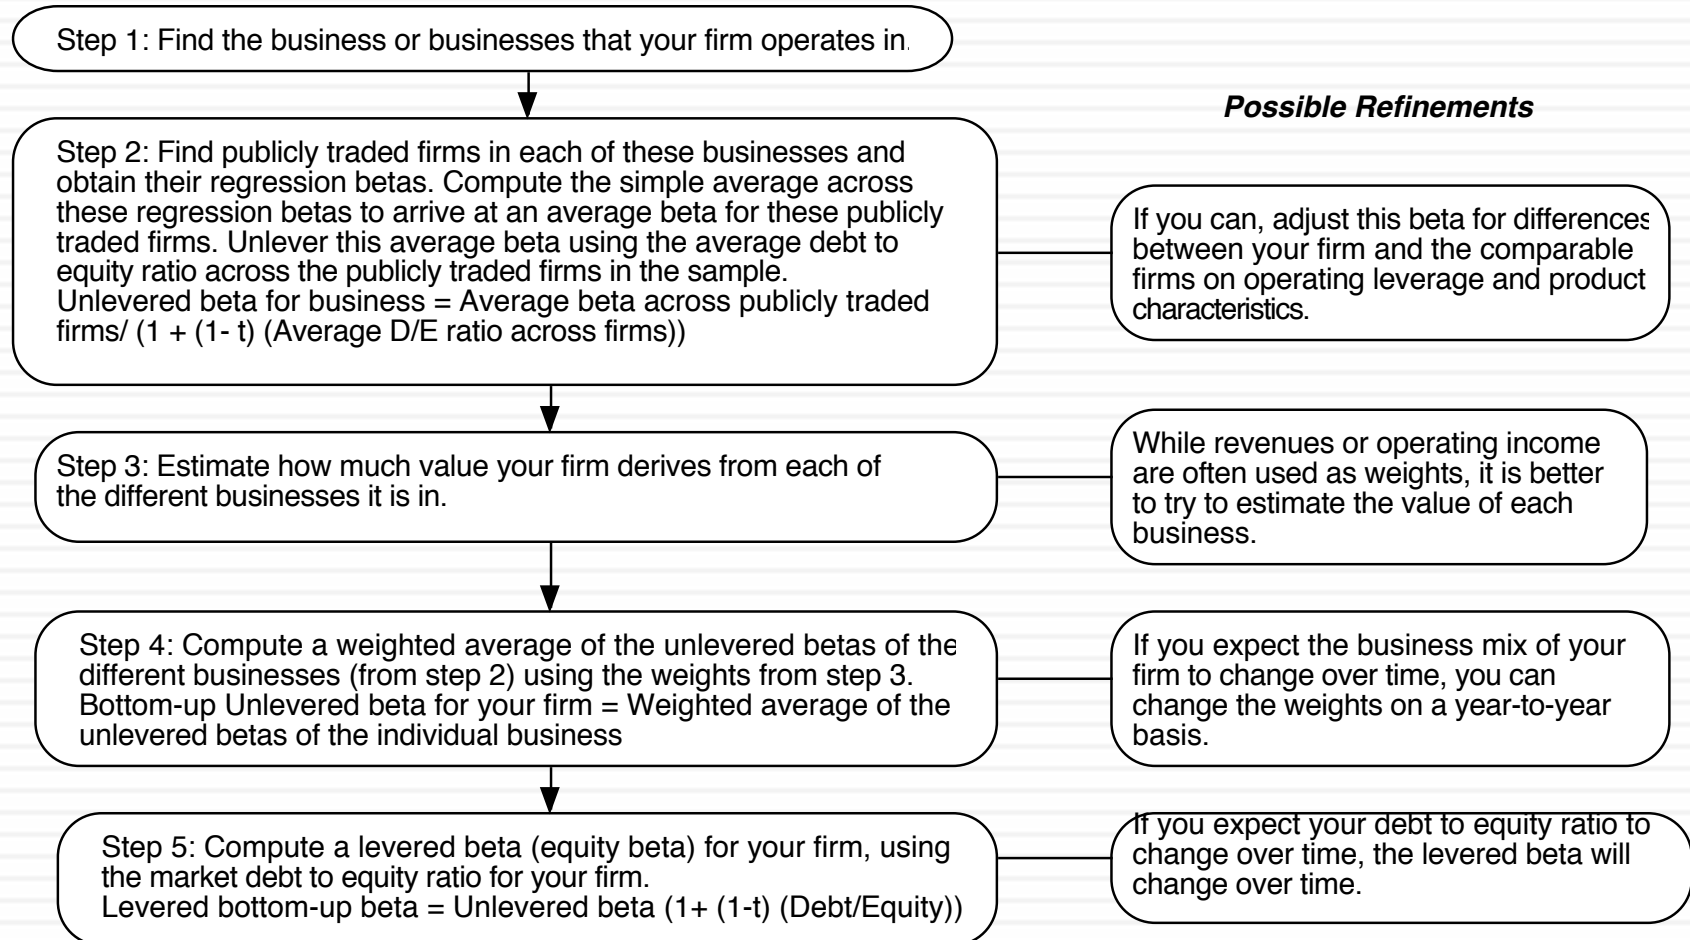 Step 1: Find the business or businesses that your firm operates in.
Possible Refinements
Step 2: Find publicly traded firms in each of these businesses and
obtain their regression betas. Compute the simple average across
these regression betas to arrive at an average beta for these publicly
traded firms. Unlever this average beta using the average debt to
equity ratio across the publicly traded firms in the sample.
Unlevered beta for business = Average beta across publicly traded
firms/ (1 + (1- t) (Average D/E ratio across firms))
If you can, adjust this beta for differences
between your firm and the comparable
firms on operating leverage and product
characteristics.
Step 3: Estimate how much value your firm derives from each of
the different businesses it is in.
While revenues or operating income
are often used as weights, it is better
to try to estimate the value of each
business.
Step 4: Compute a weighted average of the unlevered betas of the
different businesses (from step 2) using the weights from step 3.
Bottom-up Unlevered beta for your firm = Weighted average of the
unlevered betas of the individual business
If you expect the business mix of your
firm to change over time, you can
change the weights on a year-to-year
basis.
Step 5: Compute a levered beta (equity beta) for your firm, using
the market debt to equity ratio for your firm.
Levered bottom-up beta = Unlevered beta (1+ (1-t) (Debt/Equity))
If you expect your debt to equity ratio to
change over time, the levered beta will
change over time.